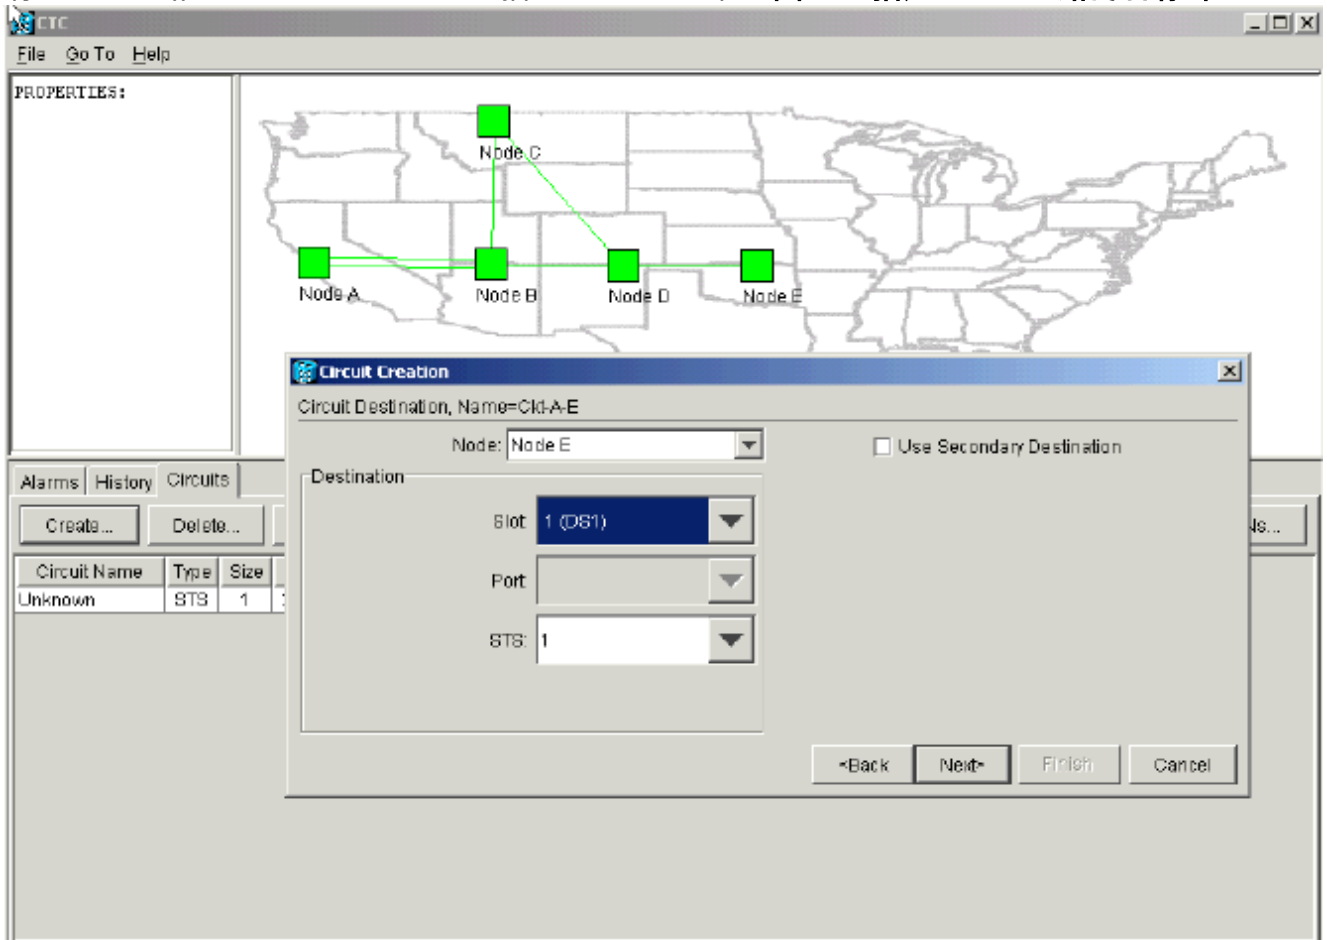 CTC
File Go To Help
PROPERTIES:
Node C
Node A
Node B
Node D
Node E
Circuit Creation
Circuit Destination, Name=Ckt-A-E
Node: Node E
Use Secondary Destination
Destination
Slot: 1 (DS1)
Port:
STS: 1
<Back Next> Finish Cancel
Alarms History Circuits
Create... Delete...
Circuit Name Type Size
Unknown STS 1